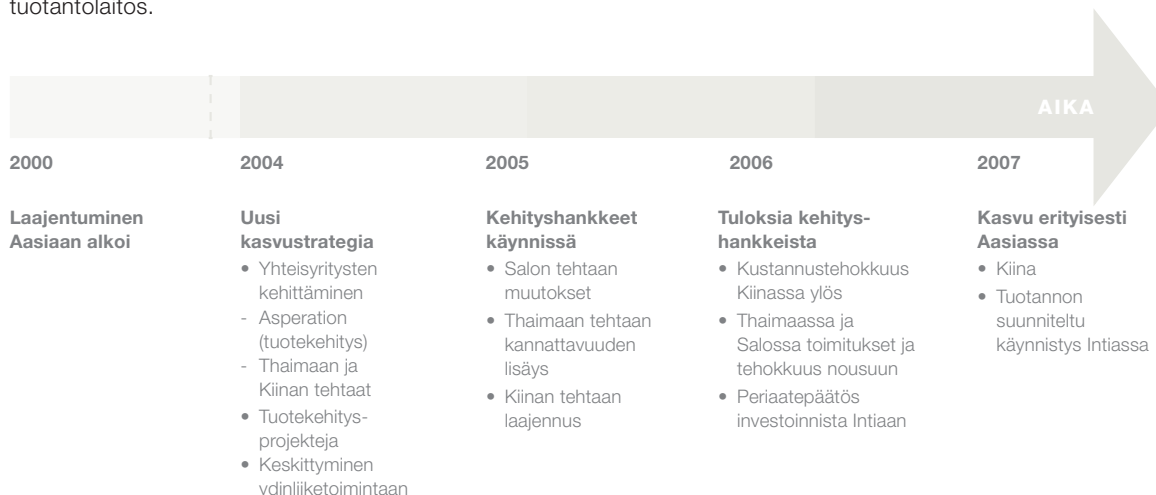 tuotantolaitos.
AIKA
2000
Laajentuminen
Aasiaan alkoi
2004
Uusi
kasvustrategia
• Yhteisyritysten
kehittäminen
- Asperation
(tuotekehitys)
- Thaimaan ja
Kiinan tehtaat
• Tuotekehitys-
projekteja
• Keskittyminen
ydinliiketoimintaan
2005
Kehityshankkeet
käynnissä
• Salon tehtaan
muutokset
• Thaimaan tehtaan
kannattavuuden
lisäys
• Kiinan tehtaan
laajennus
2006
Tuloksia kehitys-
hankkeista
• Kustannustehokkuus
Kiinassa ylös
• Thaimaassa ja
Salossa toimitukset ja
tehokkuus nousuun
• Periaatepäätös
investoinnista Intiaan
2007
Kasvu erityisesti
Aasiassa
• Kiina
• Tuotannon
suunniteltu
käynnistys Intiassa